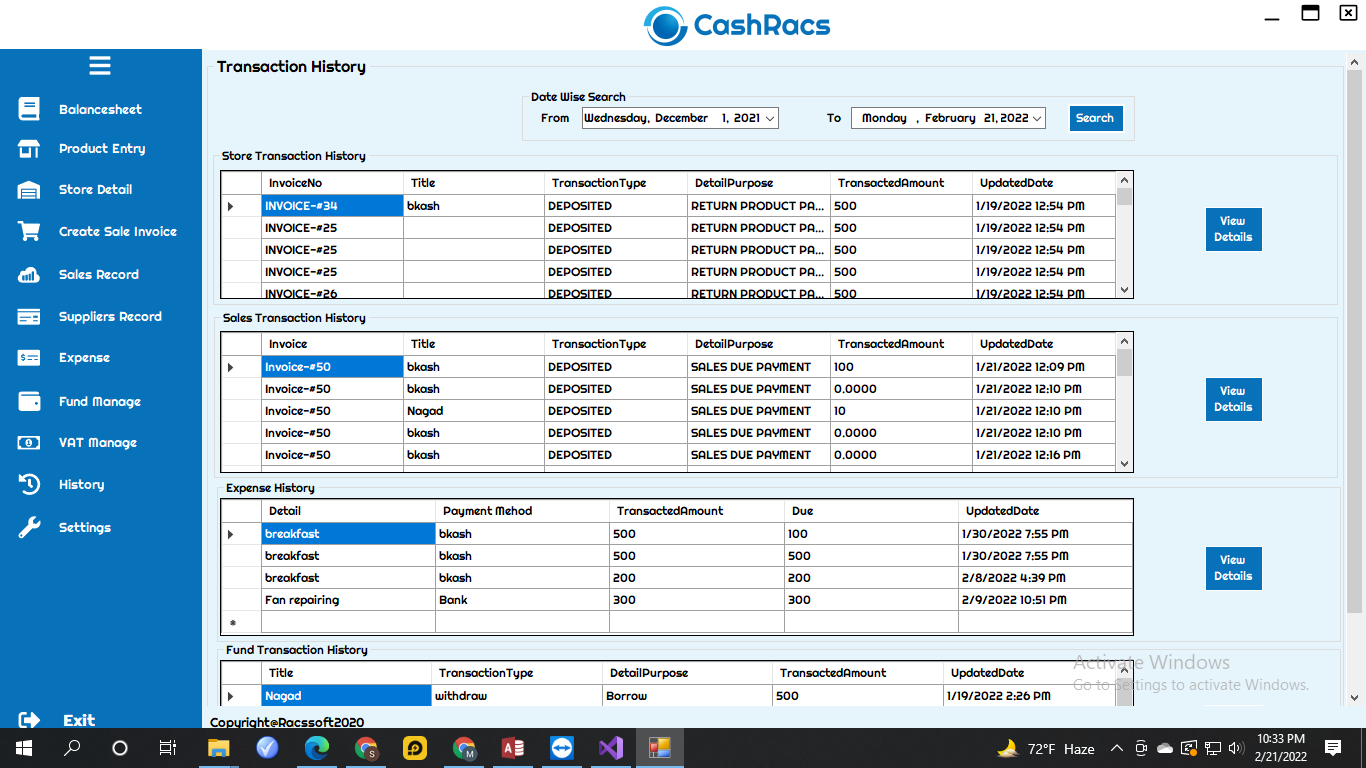 CashRacs
Transaction History
Balancesheet
Product Entry
Store Detail
Create Sale Invoice
Sales Record
Suppliers Record
Expense
Fund Manage
VAT Manage
History
Settings
Exit
Date Wise Search
From Wednesday, December 1, 2021 To Monday , February 21, 2022 Search
Store Transaction History
InvoiceNo Title TransactionType DetailPurpose TransactedAmount UpdatedDate
INVOICE-#34 bkash DEPOSITED RETURN PRODUCT PA... 500 1/19/2022 12:54 PM
INVOICE-#25 DEPOSITED RETURN PRODUCT PA... 500 1/19/2022 12:54 PM
INVOICE-#25 DEPOSITED RETURN PRODUCT PA... 500 1/19/2022 12:54 PM
INVOICE-#25 DEPOSITED RETURN PRODUCT PA... 500 1/19/2022 12:54 PM
INVOICE-#26 DEPOSITED RETURN PRODUCT PA... 500 1/19/2022 12:54 PM
View
Details
Sales Transaction History
Invoice Title TransactionType DetailPurpose TransactedAmount UpdatedDate
Invoice-#50 bkash DEPOSITED SALES DUE PAYMENT 100 1/21/2022 12:09 PM
Invoice-#50 bkash DEPOSITED SALES DUE PAYMENT 0.0000 1/21/2022 12:10 PM
Invoice-#50 Nagad DEPOSITED SALES DUE PAYMENT 10 1/21/2022 12:10 PM
Invoice-#50 bkash DEPOSITED SALES DUE PAYMENT 0.0000 1/21/2022 12:10 PM
Invoice-#50 bkash DEPOSITED SALES DUE PAYMENT 0.0000 1/21/2022 12:16 PM
View
Details
Expense History
Detail Payment Mehod TransactedAmount Due UpdatedDate
breakfast bkash 500 100 1/30/2022 7:55 PM
breakfast bkash 500 500 1/30/2022 7:55 PM
breakfast bkash 200 200 2/8/2022 4:39 PM
Fan repairing Bank 300 300 2/9/2022 10:51 PM
View
Details
Fund Transaction History
Title TransactionType DetailPurpose TransactedAmount UpdatedDate
Nagad withdraw Borrow 500 1/19/2022 2:26 PM
Activate Windows
Go to Settings to activate Windows.
Copyright@Racssoft2020
72°F Haze
10:33 PM
2/21/2022